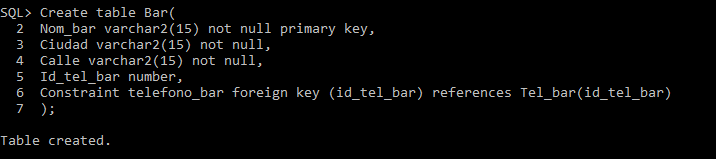 SQL> Create table Bar(
  2  Nom_bar varchar2(15) not null primary key,
  3  Ciudad varchar2(15) not null,
  4  Calle varchar2(15) not null,
  5  Id_tel_bar number,
  6  Constraint telefono_bar foreign key (id_tel_bar) references Tel_bar(id_tel_bar)
  7  );
Table created.